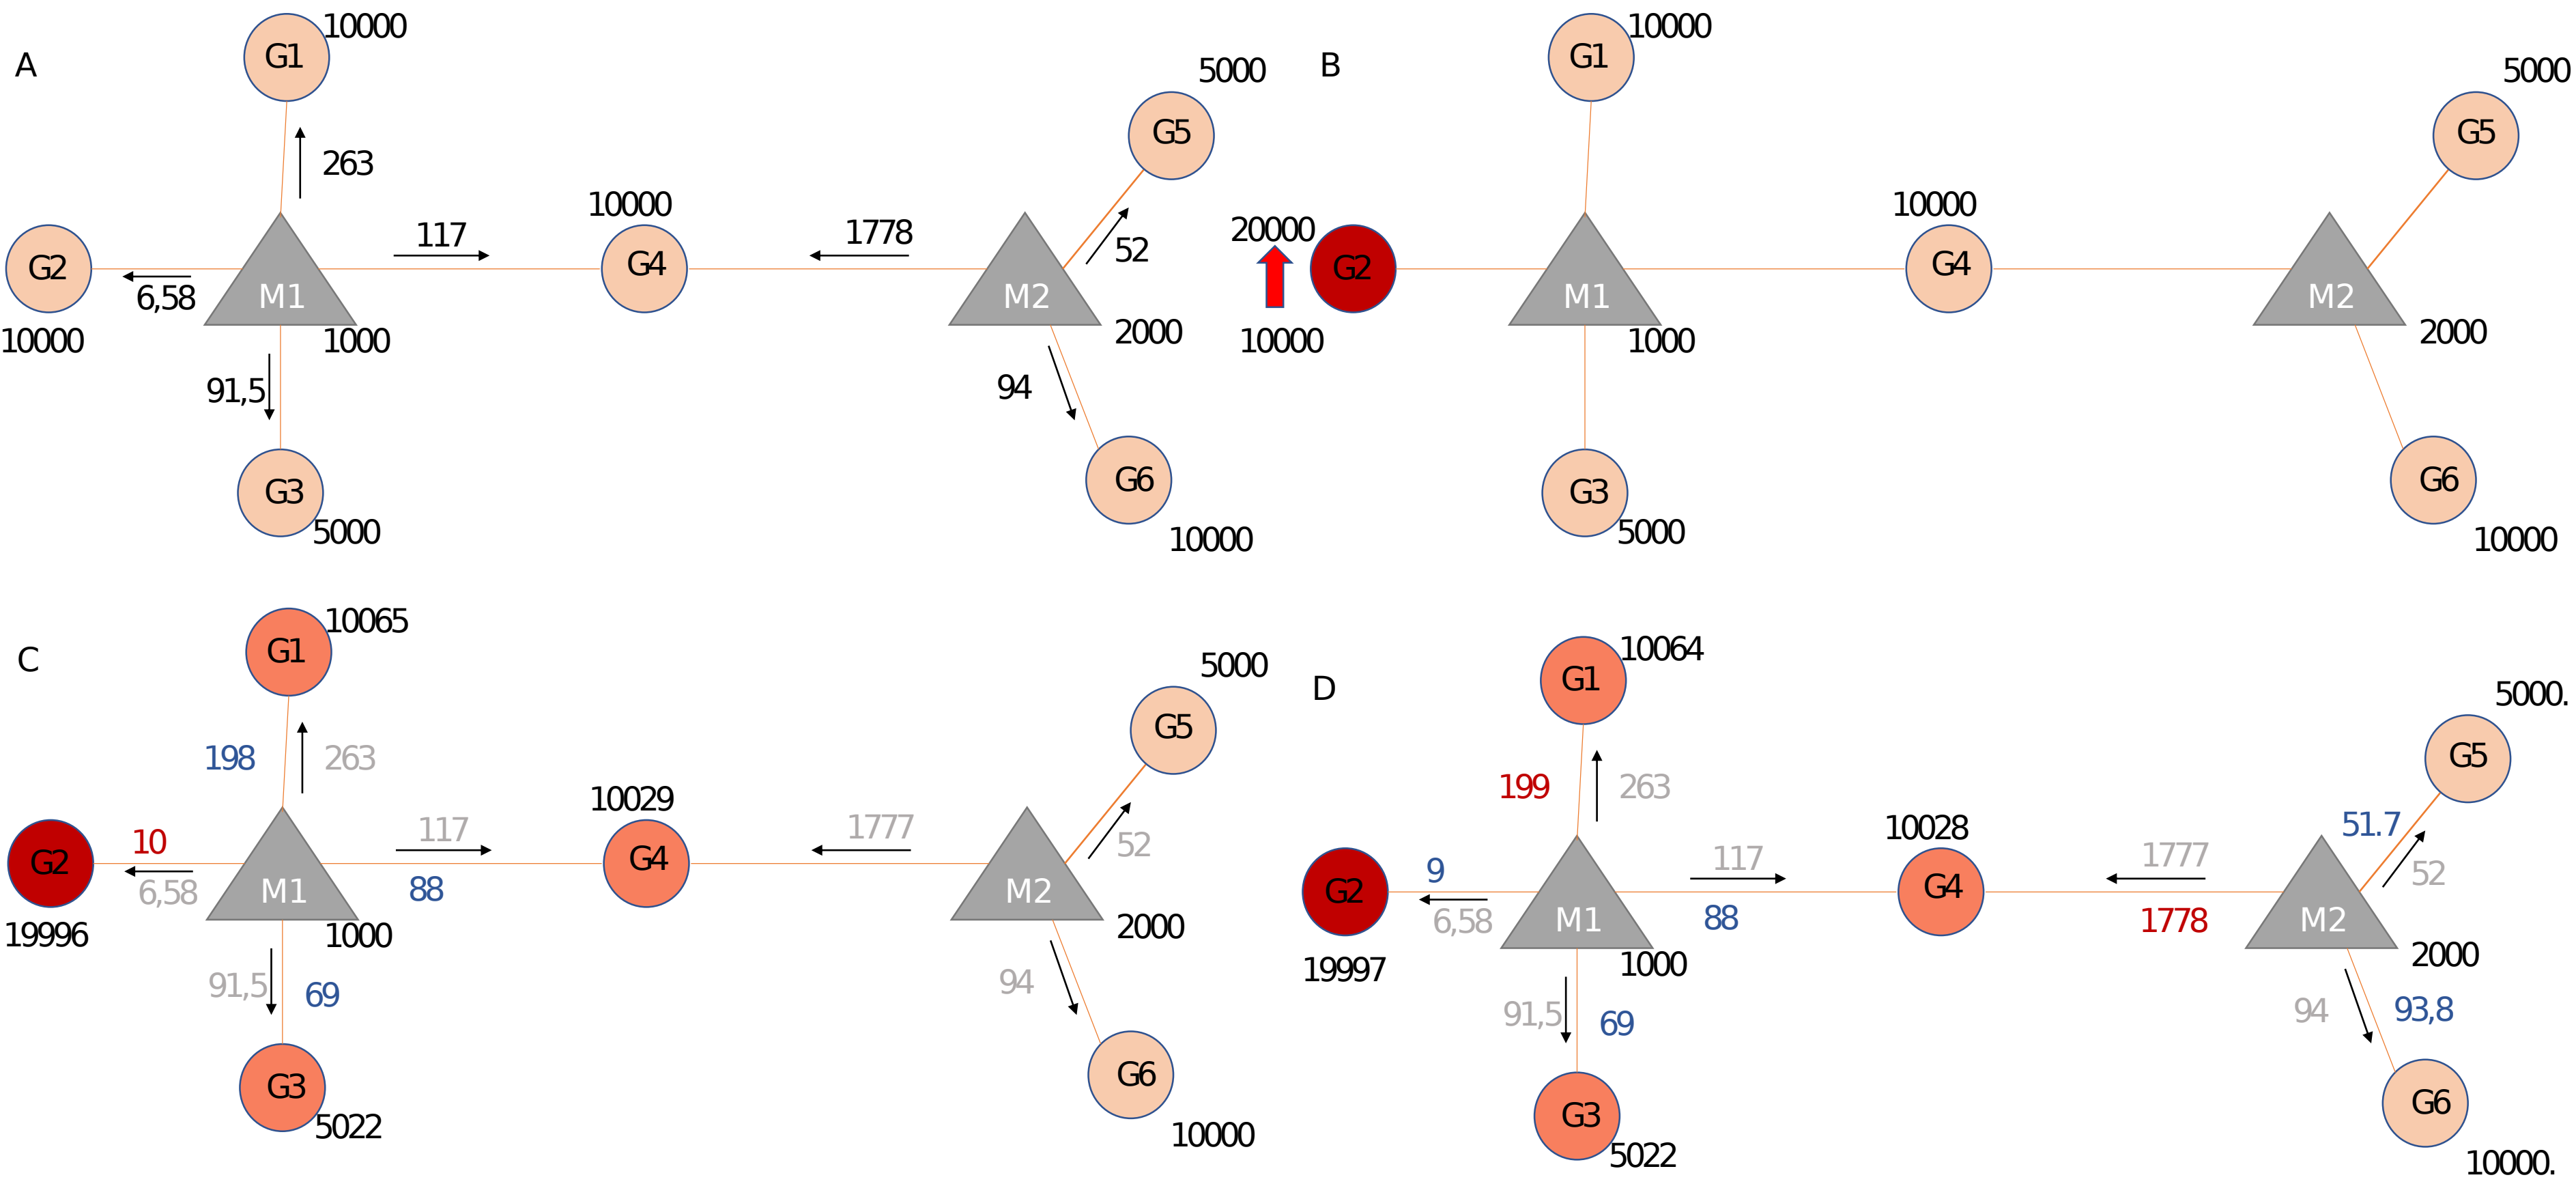 A
G1
10000
263
G2
10000
6,58
M1
1000
91,5
G3
5000
117
10000
G4
1778
M2
2000
52
G5
5000
94
G6
10000
B
G1
10000
20000
10000
G2
M1
1000
G3
5000
10000
G4
M2
2000
G5
5000
G6
10000
C
G1
10065
198
263
G2
19996
10
6,58
M1
1000
91,5
69
G3
5022
117
88
10029
G4
1777
M2
2000
52
G5
5000
94
G6
10000
D
G1
10064
199
263
G2
19997
9
6,58
M1
1000
91,5
69
G3
5022
117
88
10028
G4
1777
1778
M2
2000
51.7
52
G5
5000.
94
93,8
G6
10000.